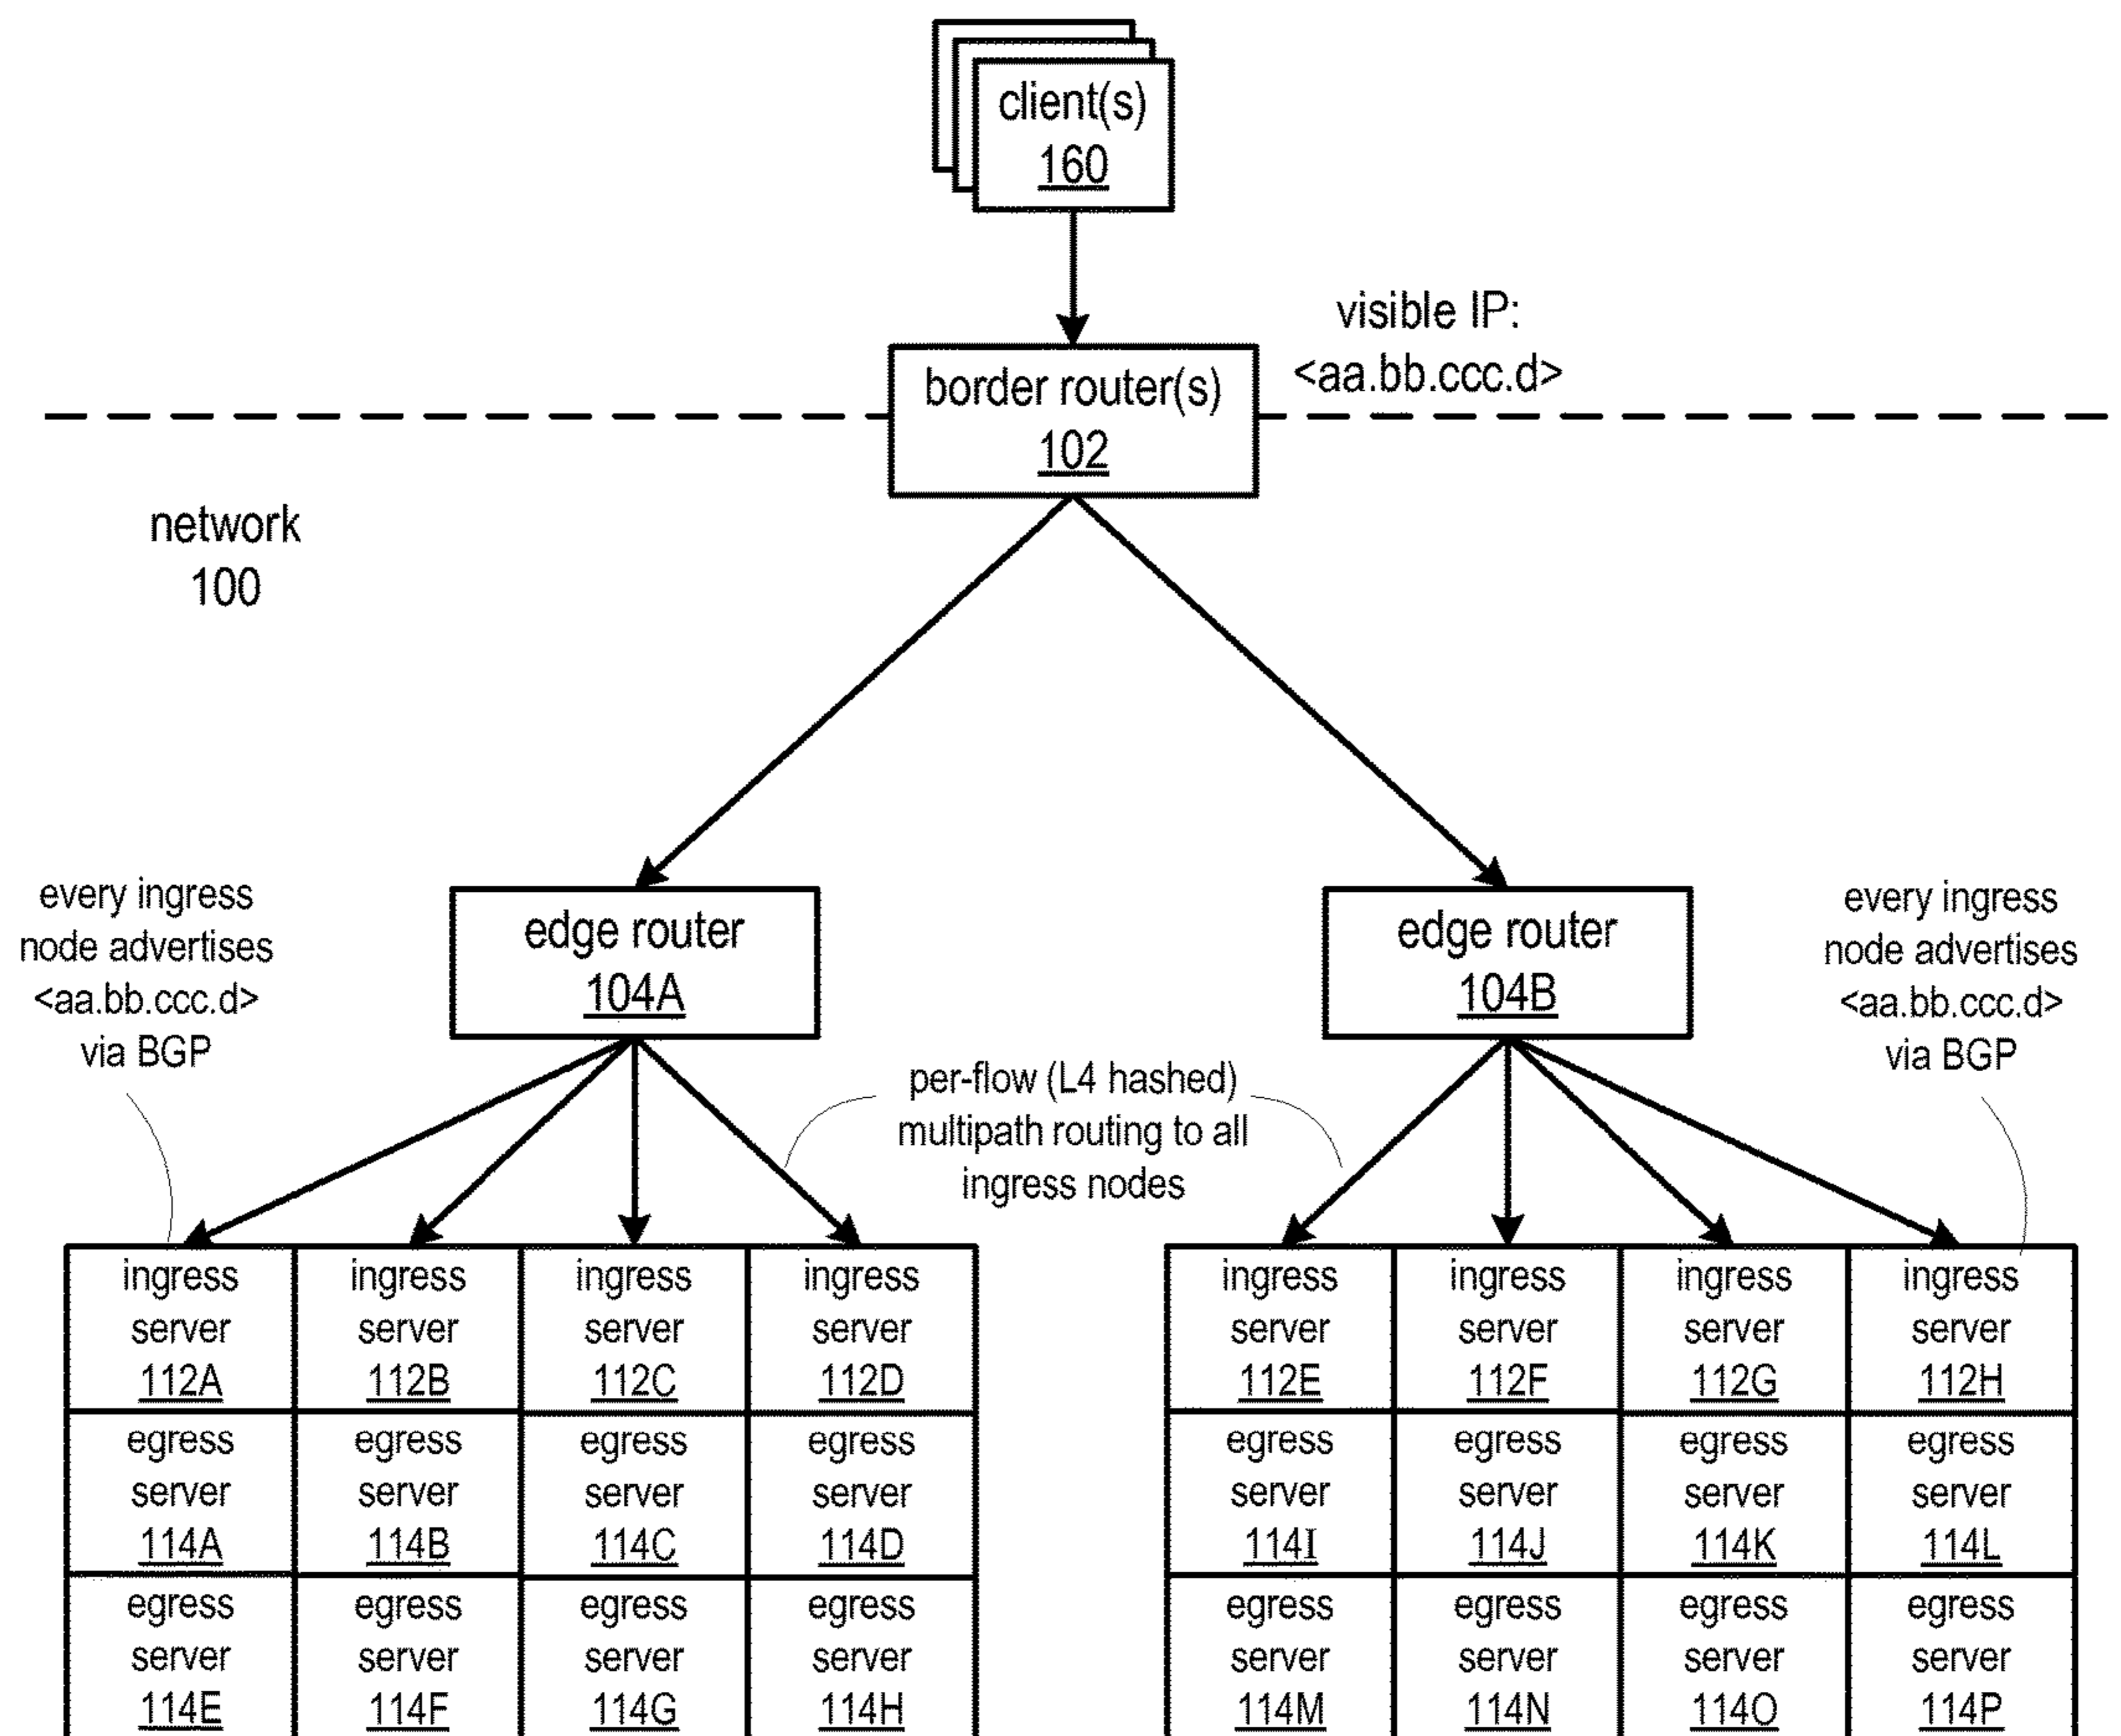 client(s)
160
visible IP:
<aa.bb.ccc.d>
border router(s)
102
network
100
every ingress
node advertises
<aa.bb.ccc.d>
via BGP
edge router
104A
edge router
104B
every ingress
node advertises
<aa.bb.ccc.d>
via BGP
per-flow (L4 hashed)
multipath routing to all
ingress nodes
ingress
server
112A
ingress
server
112B
ingress
server
112C
ingress
server
112D
ingress
server
112E
ingress
server
112F
ingress
server
112G
ingress
server
112H
egress
server
114A
egress
server
114B
egress
server
114C
egress
server
114D
egress
server
114I
egress
server
114J
egress
server
114K
egress
server
114L
egress
server
114E
egress
server
114F
egress
server
114G
egress
server
114H
egress
server
114M
egress
server
114N
egress
server
114O
egress
server
114P